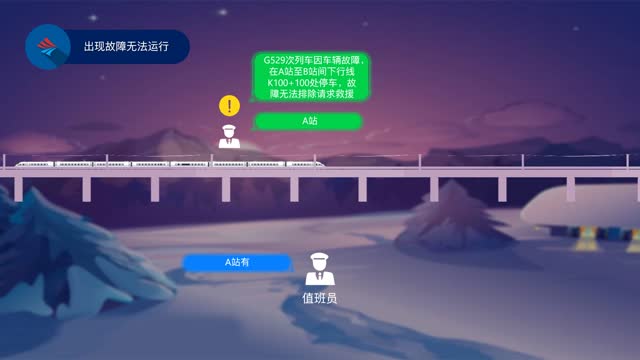 出现故障无法运行
G529次列车因车辆故障,
在A站至B站间下行线
K100+100处停车，故
障无法排除请求救援
A站
A站有
值班员